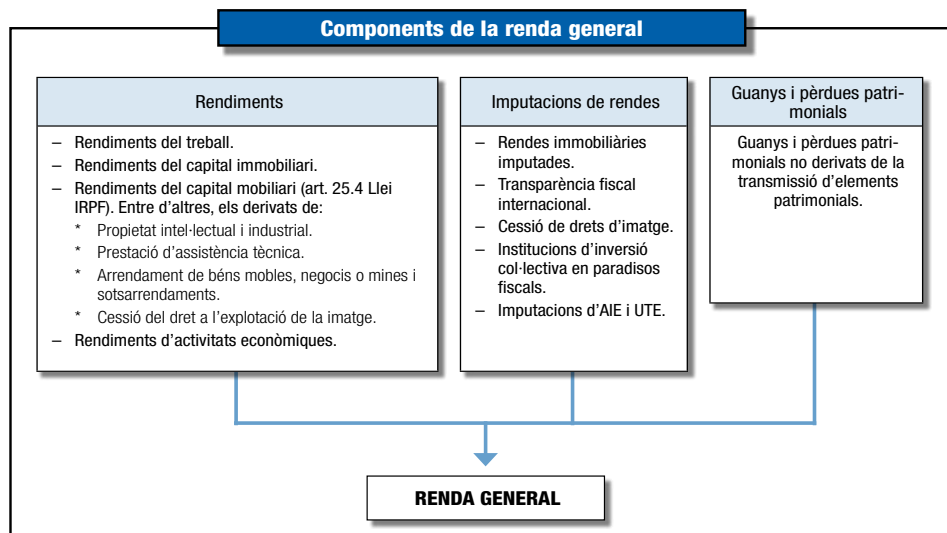 Components de la renda general
Rendiments
– Rendiments del treball.
– Rendiments del capital immobiliari.
– Rendiments del capital mobiliari (art. 25.4 Llei
IRPF). Entre d'altres, els derivats de:
* Propietat intel·lectual i industrial.
* Prestació d'assistència tècnica.
* Arrendament de béns mobles, negocis o mines i
sotsarrendaments.
* Cessió del dret a l'explotació de la imatge.
– Rendiments d'activitats econòmiques.
Imputacions de rendes
– Rendes immobiliàries
imputades.
– Transparència fiscal
internacional.
– Cessió de drets d'imatge.
– Institucions d'inversió
col·lectiva en paradisos
fiscals.
– Imputacions d'AIE i UTE.
Guanys i pèrdues patri-
monials
Guanys i pèrdues patri-
monials no derivats de la
transmissió d'elements
patrimonials.
RENDA GENERAL